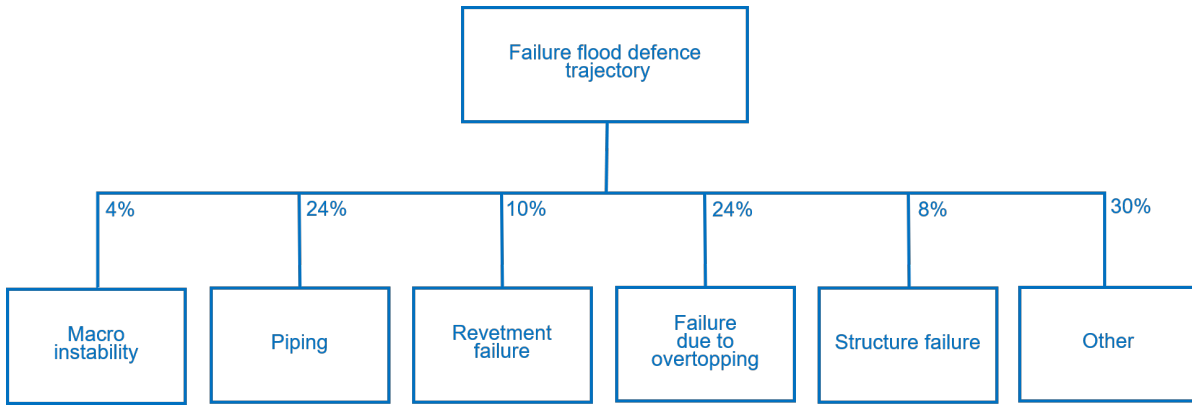 Failure flood defence
trajectory
4%
24%
10%
24%
8%
30%
Macro
instability
Piping
Revetment
failure
Failure
due to
overtopping
Structure failure
Other